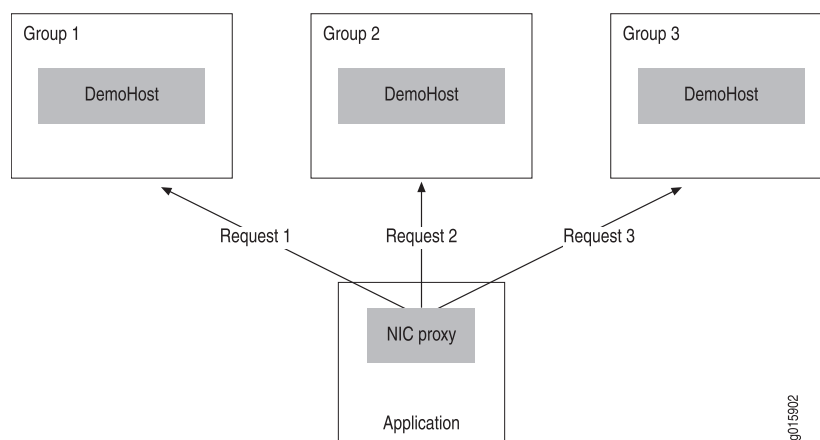 Group 1
Group 2
Group 3
DemoHost
DemoHost
DemoHost
Request 1
Request 2
Request 3
NIC proxy
Application
g015902